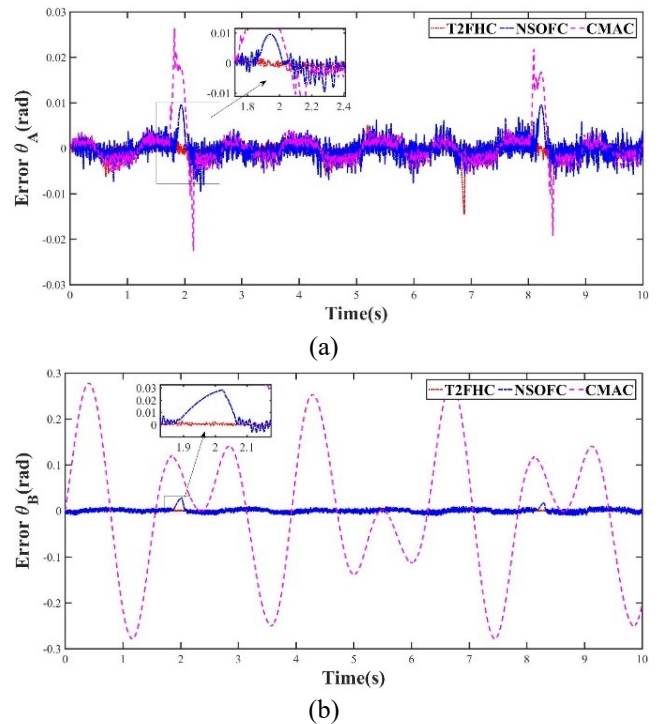 0.03
0.02
0.01
0
-0.01
-0.02
-0.03
Error θ_A(rad)
0.01
0
-0.01
1.8 2 2.2 2.4
T2FHC NSOFC CMAC
0 1 2 3 4 5 6 7 8 9 10
Time(s)
(a)
0.3
0.2
0.1
0
-0.1
-0.2
-0.3
Error θ_B(rad)
0.03
0.02
0.01
0
1.9 2 2.1
T2FHC NSOFC CMAC
0 1 2 3 4 5 6 7 8 9 10
Time(s)
(b)